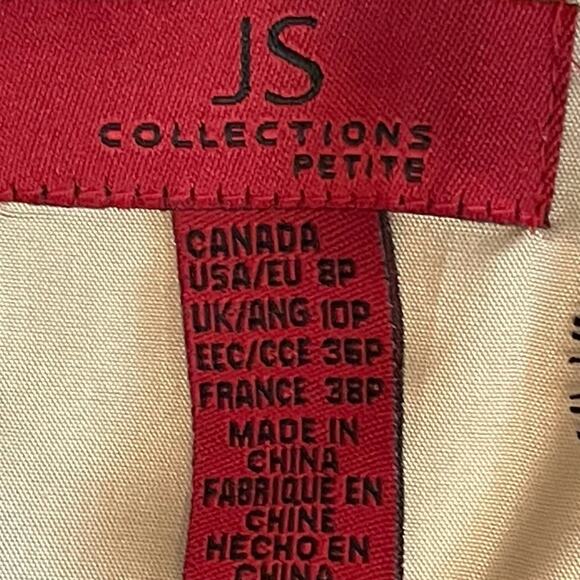 JS
COLLECTIONS
PETITE
CANADA
USA/EU 8P
UK/ANG 10P
EEC/CCE 36P
FRANCE 38P
MADE IN
CHINA
FABRIQUE EN
CHINE
HECHO EN
CHINA